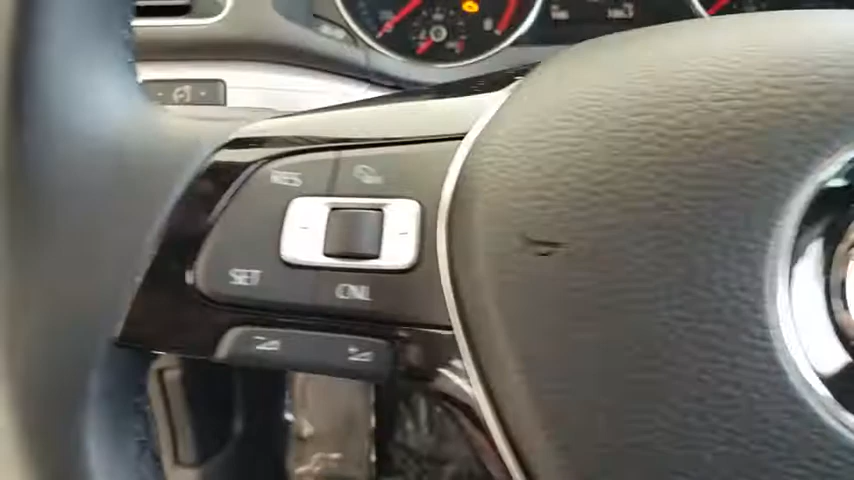 RES
- +
SET CNL